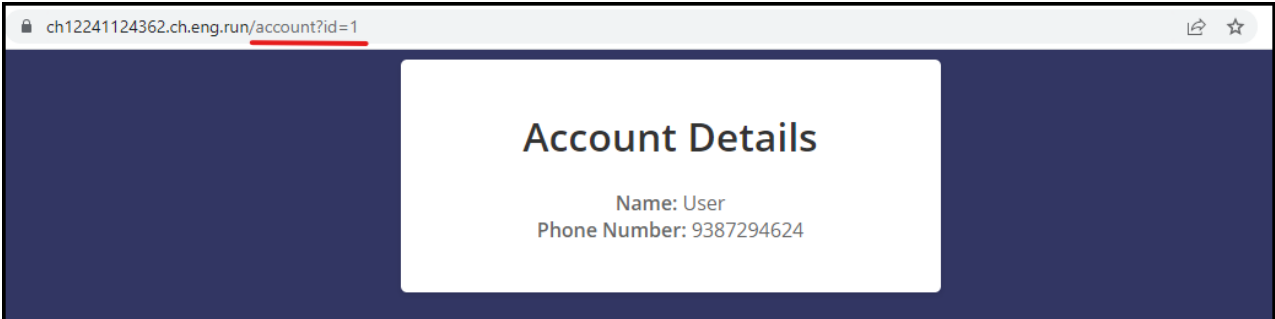 ch12241124362.ch.eng.run/account?id=1
Account Details
Name: User
Phone Number: 9387294624